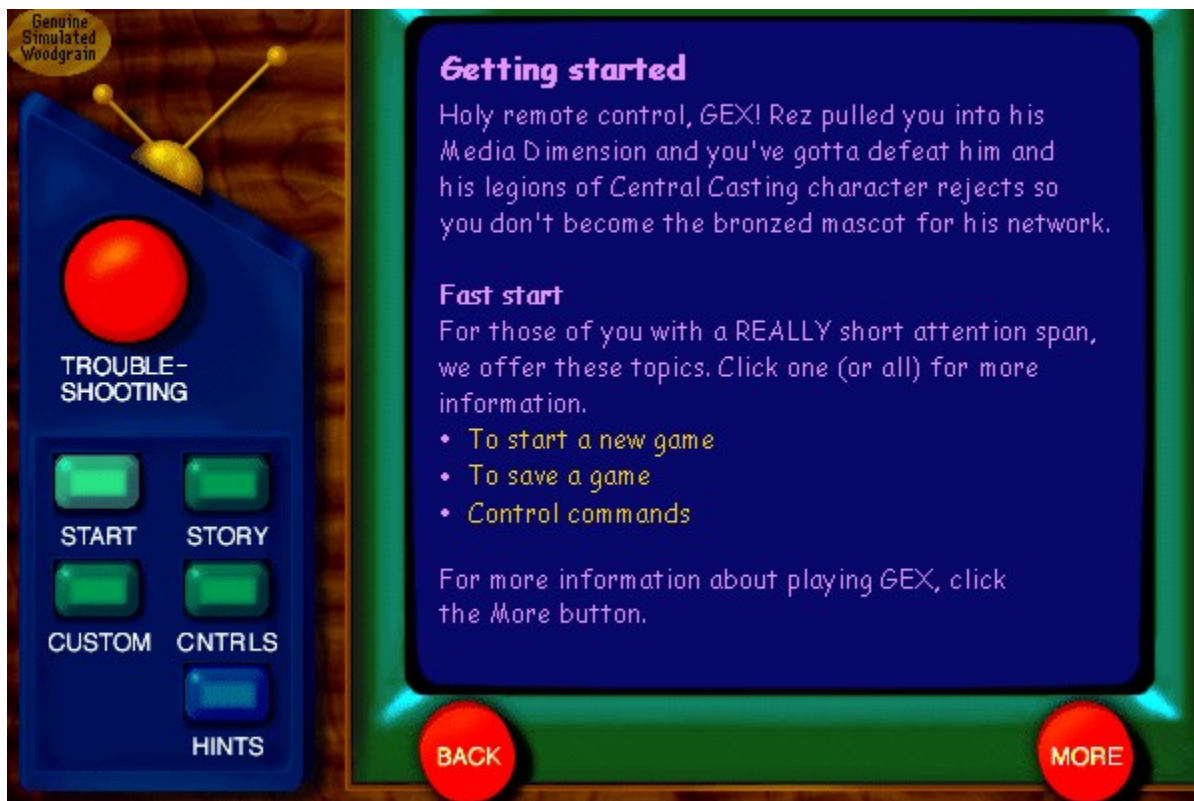 Genuine
Simulated
Woodgrain
TROUBLE-
SHOOTING
START STORY
CUSTOM CNTRLS
HINTS
Getting started
Holy remote control, GEX! Rez pulled you into his
Media Dimension and you've gotta defeat him and
his legions of Central Casting character rejects so
you don't become the bronzed mascot for his network.
Fast start
For those of you with a REALLY short attention span,
we offer these topics. Click one (or all) for more
information.
• To start a new game
• To save a game
• Control commands
For more information about playing GEX, click
the More button.
BACK MORE